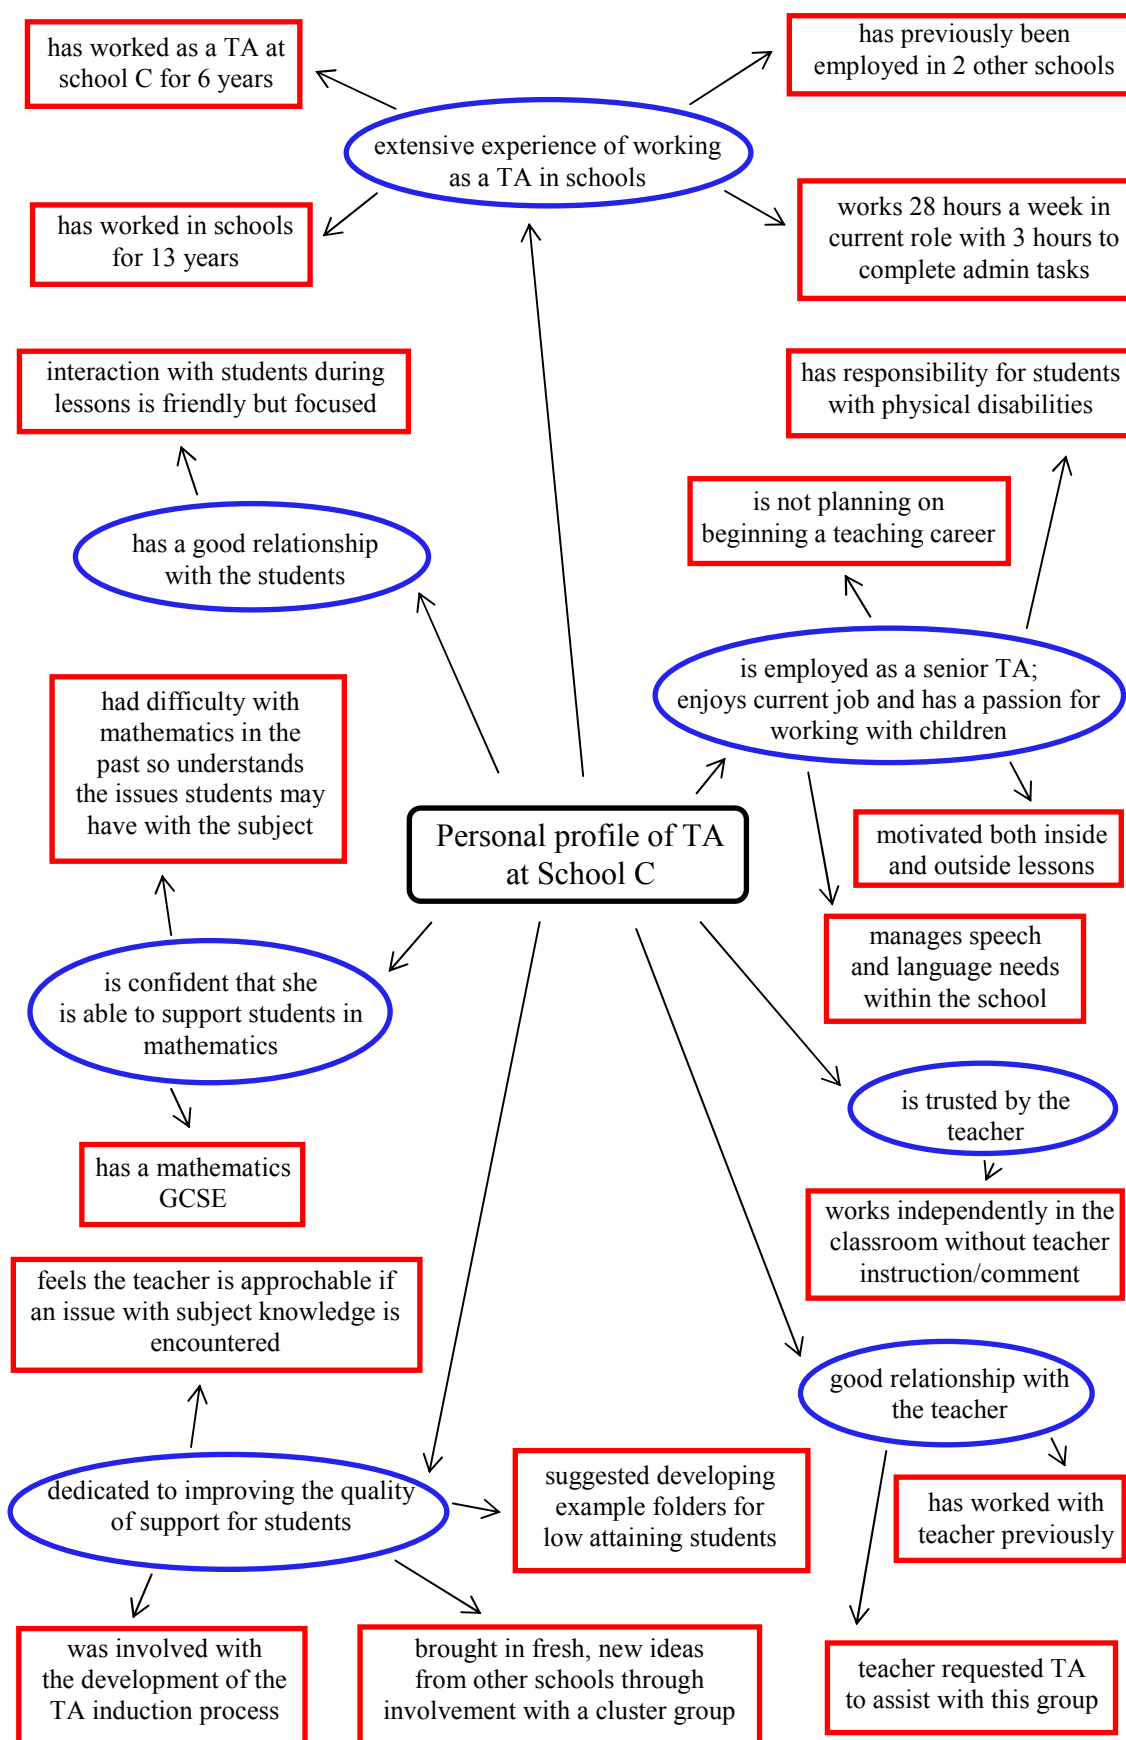 has worked as a TA at
school C for 6 years
has previously been
employed in 2 other schools
extensive experience of working
as a TA in schools
has worked in schools
for 13 years
works 28 hours a week in
current role with 3 hours to
complete admin tasks
interaction with students during
lessons is friendly but focused
has responsibility for students
with physical disabilities
is not planning on
beginning a teaching career
has a good relationship
with the students
is employed as a senior TA;
enjoys current job and has a passion for
working with children
had difficulty with
mathematics in the
past so understands
the issues students may
have with the subject
Personal profile of TA
at School C
motivated both inside
and outside lessons
manages speech
and language needs
within the school
is confident that she
is able to support students in
mathematics
is trusted by the
teacher
has a mathematics
GCSE
works independently in the
classroom without teacher
instruction/comment
feels the teacher is approchable if
an issue with subject knowledge is
encountered
good relationship with
the teacher
dedicated to improving the quality
of support for students
suggested developing
example folders for
low attaining students
has worked with
teacher previously
was involved with
the development of the
TA induction process
brought in fresh, new ideas
from other schools through
involvement with a cluster group
teacher requested TA
to assist with this group